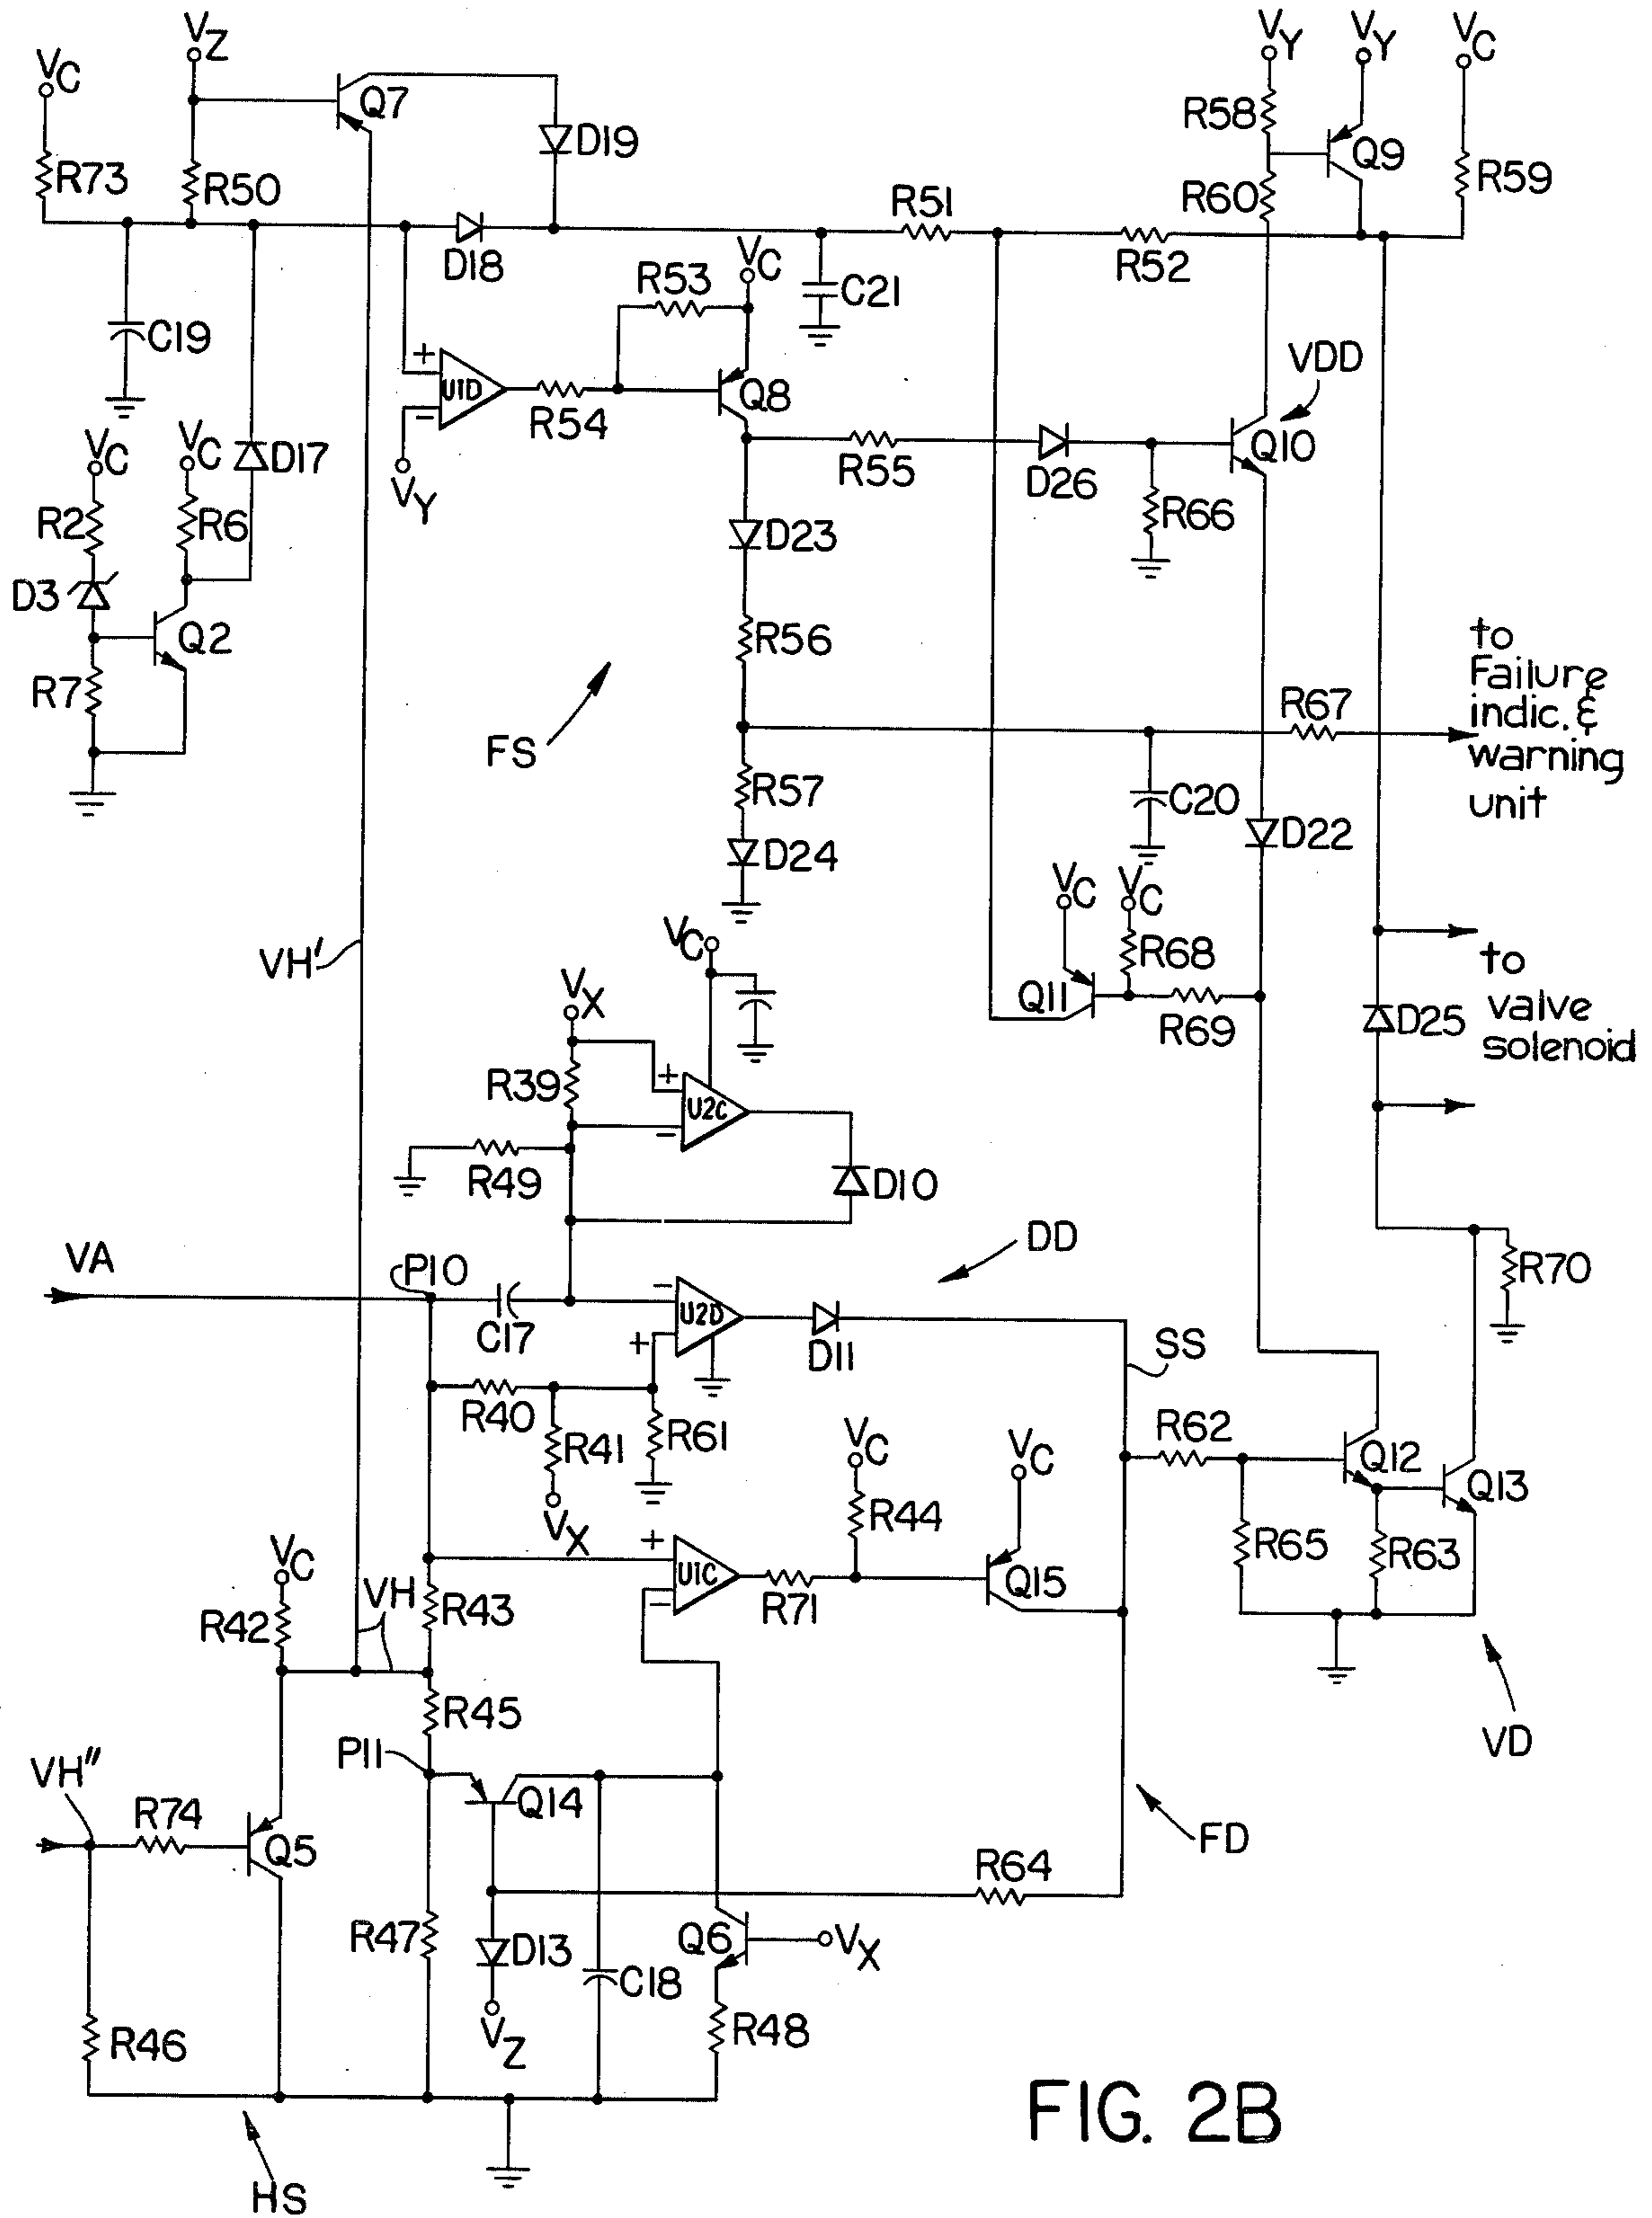 VC
VZ
Q7
D19
VY
VY
VC
R58
Q9
R73
R50
R60
R59
R51
D18
R52
VC
R53
C21
C19
+
U1D
−
R54
Q8
VDD
VC
VC
D17
VY
R55
D26
Q10
R2
R6
R66
D3
D23
Q2
R7
R56
to
Failure
indic. &
warning
unit
FS
R67
R57
C20
D24
D22
VC
VC
VC
R68
VH'
VX
Q11
R69
to
valve
solenoid
D25
R39
+
U2C
−
R49
D10
VA
P10
DD
C17
−
U2D
+
D11
R70
SS
R40
R41
R61
VC
VC
R62
Q12
VX
R44
Q13
VC
+
U1C
−
R71
Q15
R65
R63
VH
R43
R42
R45
VD
P11
VH"
Q14
R74
Q5
FD
R64
R47
D13
Q6
VX
C18
R46
VZ
R48
FIG. 2B
HS